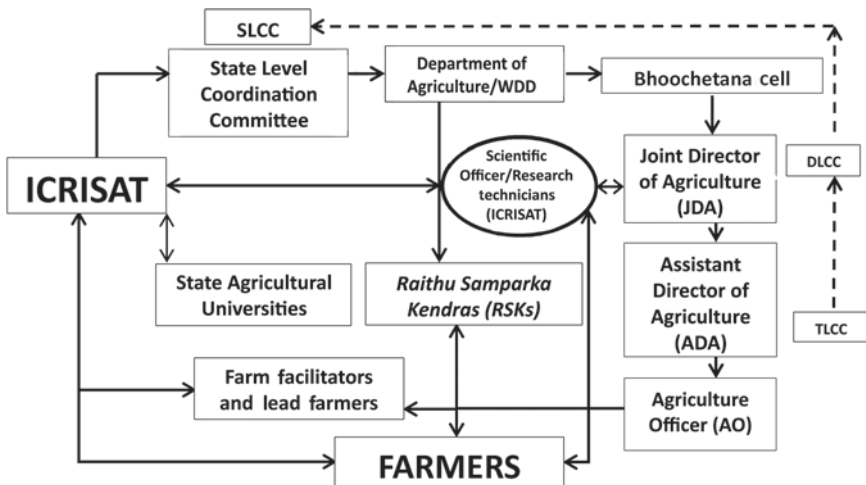 SLCC
State Level
Coordination
Committee
Department of
Agriculture/WDD
Bhoochetana cell
ICRISAT
Scientific
Officer/Research
technicians
(ICRISAT)
Joint Director
of Agriculture
(JDA)
DLCC
State Agricultural
Universities
Raithu Samparka
Kendras (RSKs)
Assistant
Director of
Agriculture
(ADA)
TLCC
Farm facilitators
and lead farmers
Agriculture
Officer (AO)
FARMERS